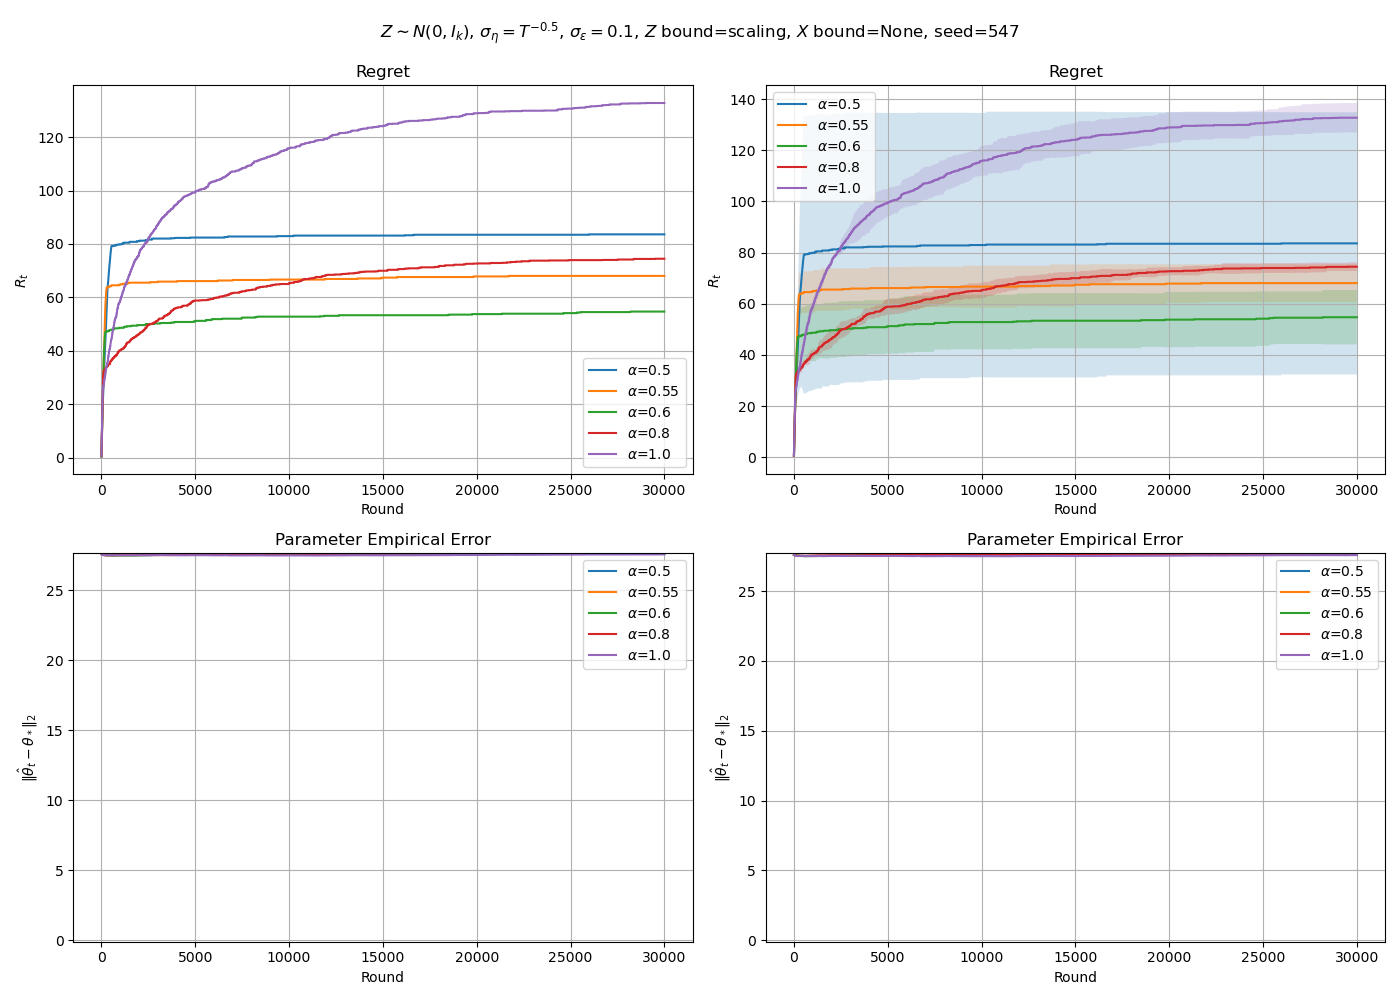 Z ∼ N(0, I_k), σ_η = T^{−0.5}, σ_ε = 0.1, Z bound=scaling, X bound=None, seed=547
Regret
R_t
120
100
80
60
40
20
0
α=0.5
α=0.55
α=0.6
α=0.8
α=1.0
0 5000 10000 15000 20000 25000 30000
Round
Regret
R_t
140
120
100
80
60
40
20
0
α=0.5
α=0.55
α=0.6
α=0.8
α=1.0
0 5000 10000 15000 20000 25000 30000
Round
Parameter Empirical Error
‖θ̂_t − θ_*‖_2
25
20
15
10
5
0
α=0.5
α=0.55
α=0.6
α=0.8
α=1.0
0 5000 10000 15000 20000 25000 30000
Round
Parameter Empirical Error
‖θ̂_t − θ_*‖_2
25
20
15
10
5
0
α=0.5
α=0.55
α=0.6
α=0.8
α=1.0
0 5000 10000 15000 20000 25000 30000
Round